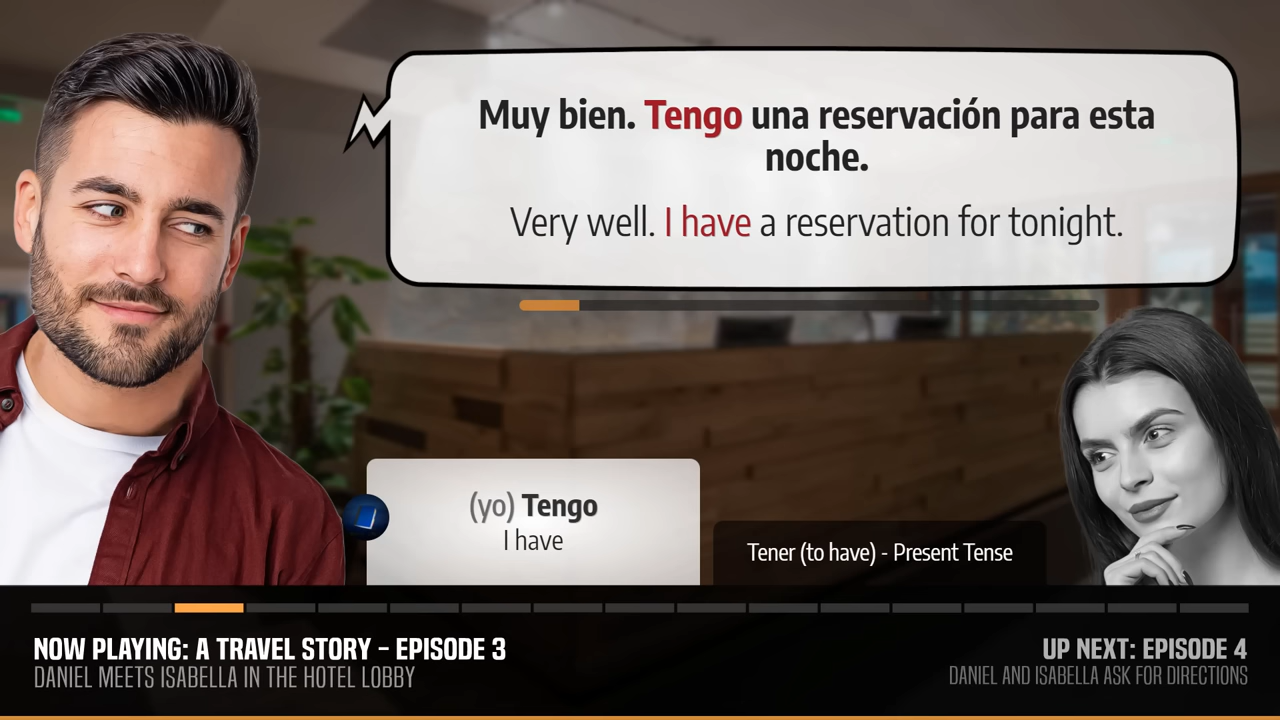 Muy bien. Tengo una reservación para esta
noche.
Very well. I have a reservation for tonight.
(yo) Tengo
I have
Tener (to have) - Present Tense
NOW PLAYING: A TRAVEL STORY - EPISODE 3
DANIEL MEETS ISABELLA IN THE HOTEL LOBBY
UP NEXT: EPISODE 4
DANIEL AND ISABELLA ASK FOR DIRECTIONS